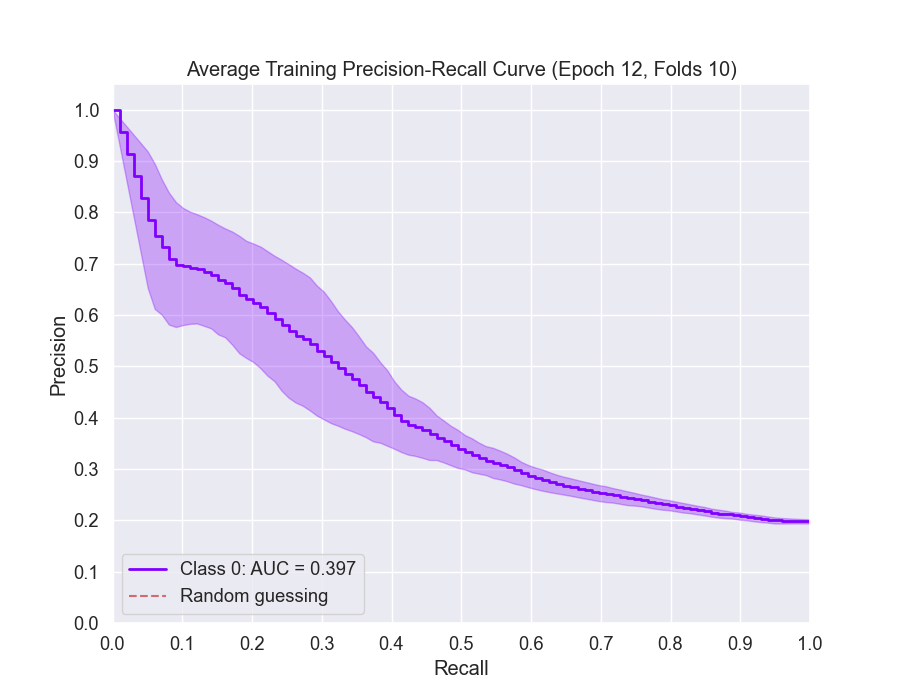 Average Training Precision-Recall Curve (Epoch 12, Folds 10)
Precision
1.0
0.9
0.8
0.7
0.6
0.5
0.4
0.3
0.2
0.1
0.0
Class 0: AUC = 0.397
Random guessing
0.0 0.1 0.2 0.3 0.4 0.5 0.6 0.7 0.8 0.9 1.0
Recall